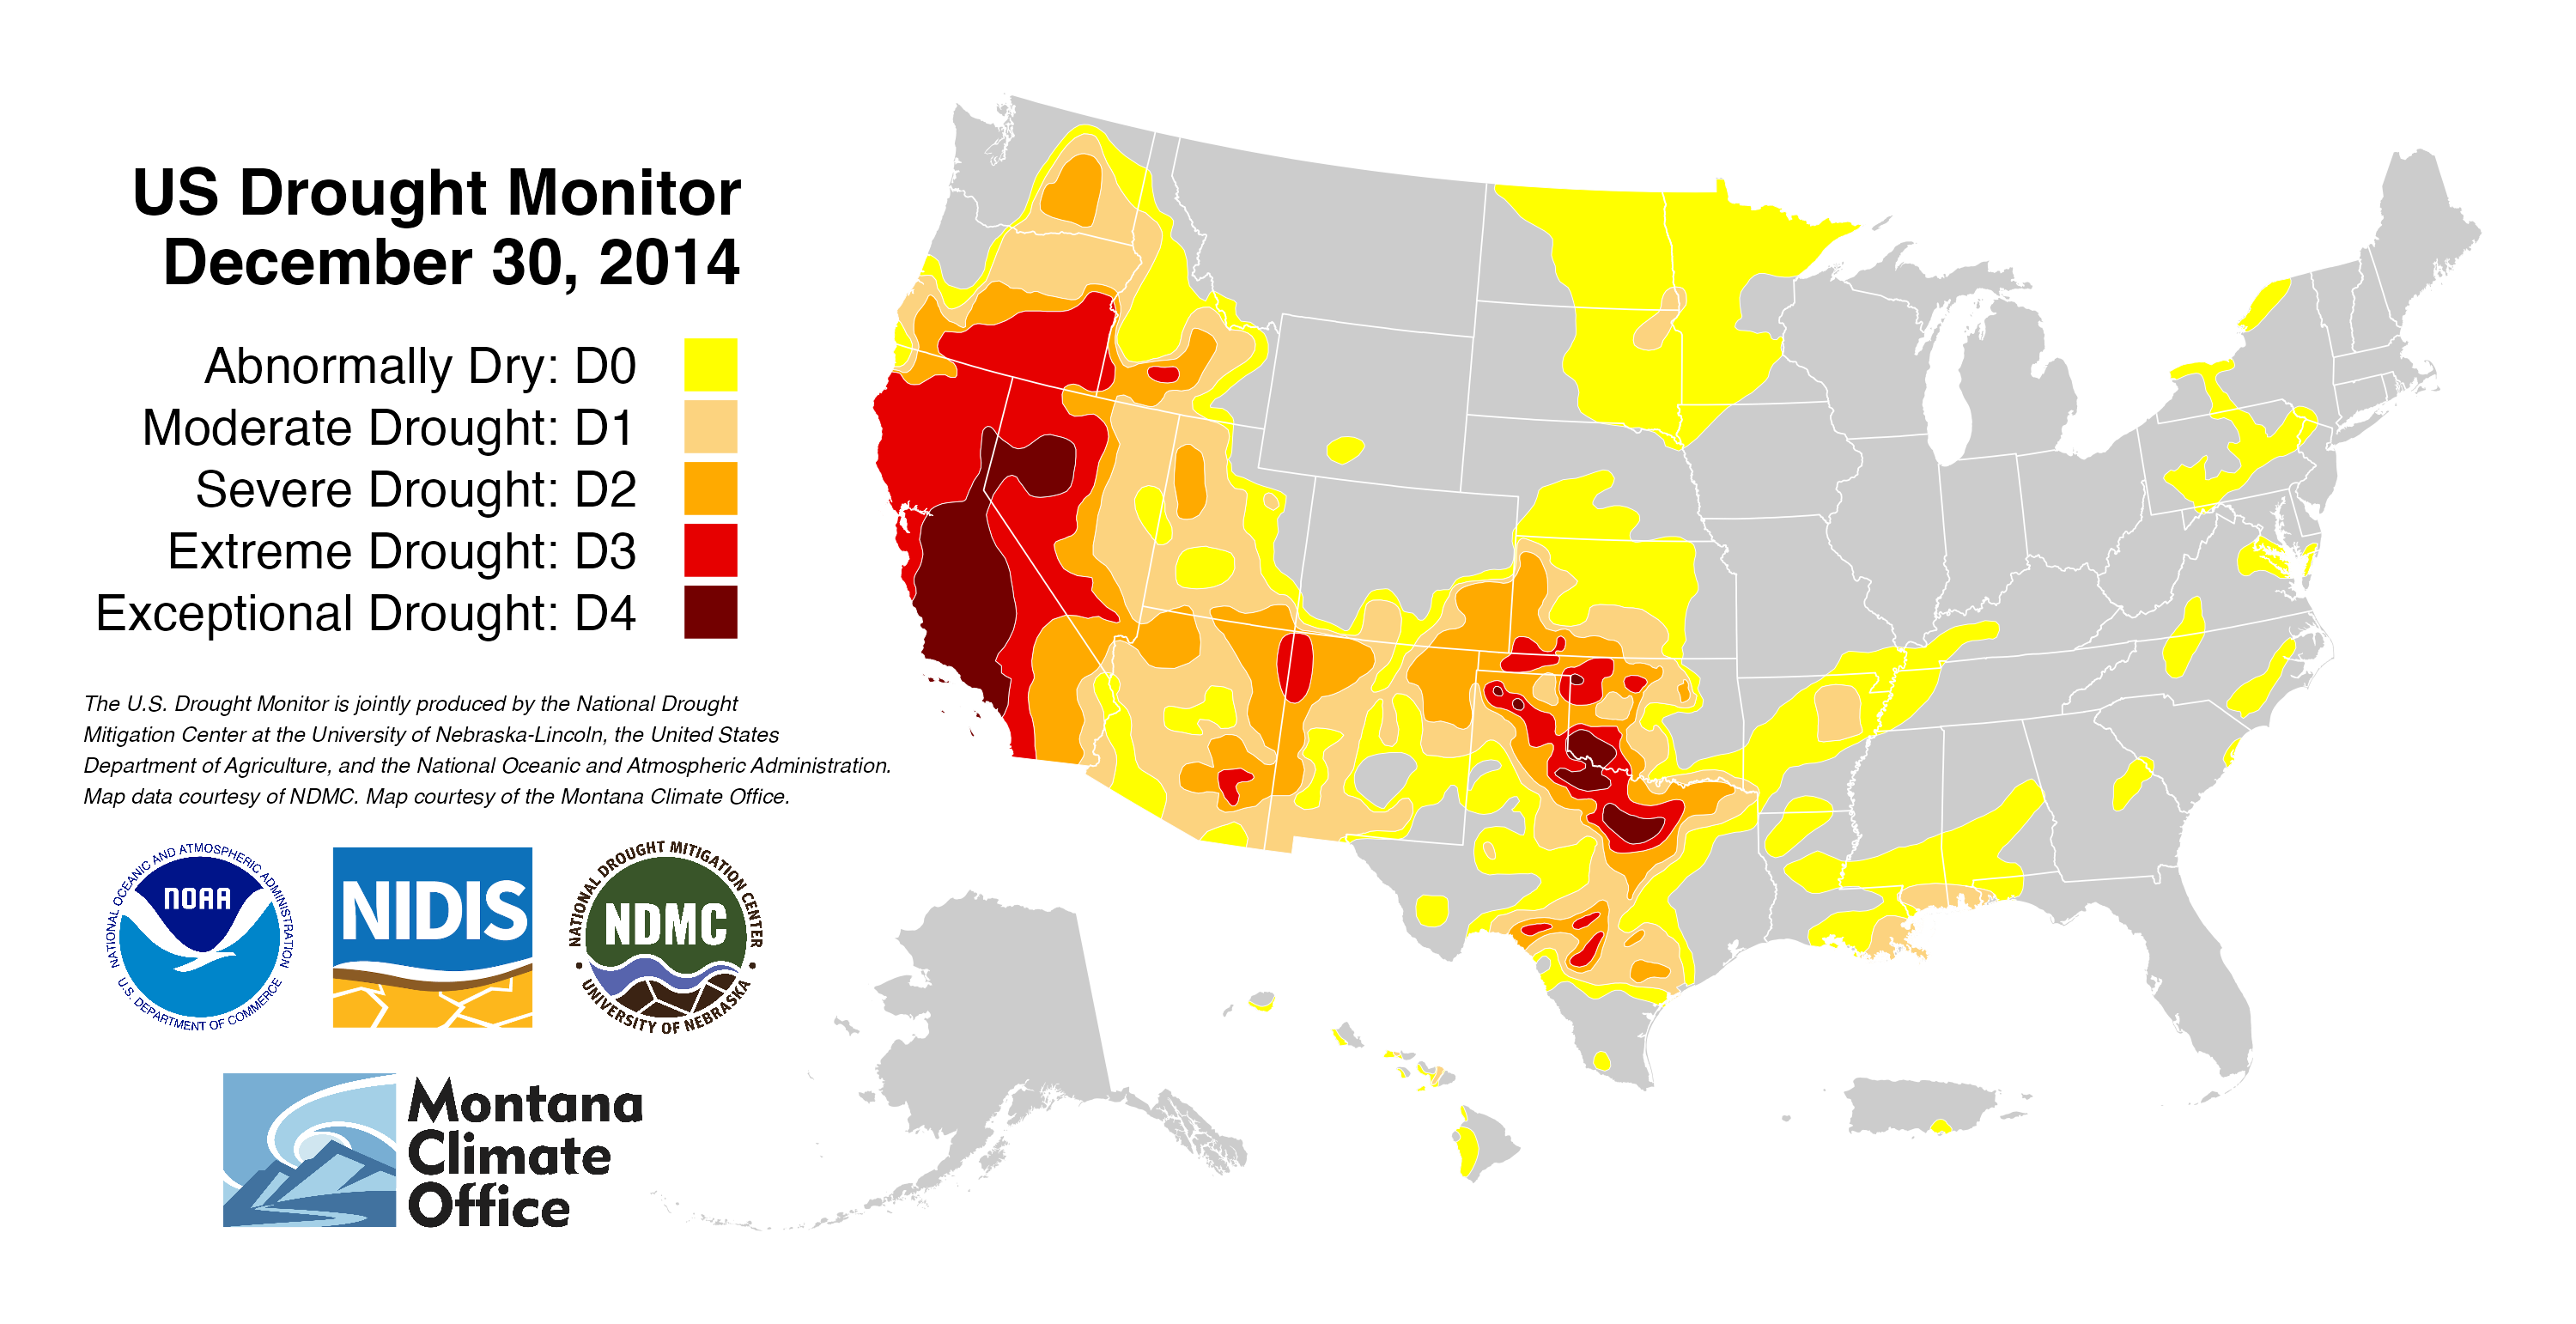 US Drought Monitor
December 30, 2014
Abnormally Dry: D0
Moderate Drought: D1
Severe Drought: D2
Extreme Drought: D3
Exceptional Drought: D4
The U.S. Drought Monitor is jointly produced by the National Drought
Mitigation Center at the University of Nebraska-Lincoln, the United States
Department of Agriculture, and the National Oceanic and Atmospheric Administration.
Map data courtesy of NDMC. Map courtesy of the Montana Climate Office.
NATIONAL OCEANIC AND ATMOSPHERIC ADMINISTRATION
NOAA
U.S. DEPARTMENT OF COMMERCE
NIDIS
NATIONAL DROUGHT MITIGATION CENTER
NDMC
UNIVERSITY OF NEBRASKA
Montana
Climate
Office